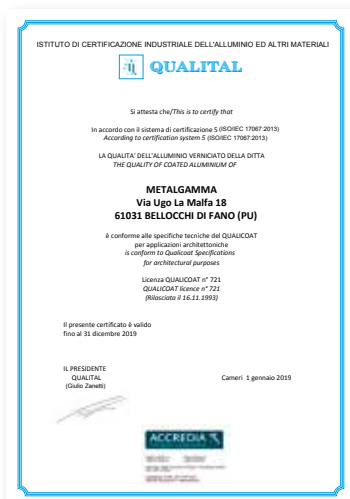 ISTITUTO DI CERTIFICAZIONE INDUSTRIALE DELL'ALLUMINIO ED ALTRI MATERIALI
QUALITAL
Si attesta che/This is to certify that
In accordo con il sistema di certificazione 5 (ISO/IEC 17067:2013)
According to certification system 5 (ISO/IEC 17067:2013)
LA QUALITA' DELL'ALLUMINIO VERNICIATO DELLA DITTA
THE QUALITY OF COATED ALUMINIUM OF
METALGAMMA
Via Ugo La Malfa 18
61031 BELLOCCHI DI FANO (PU)
è conforme alle specifiche tecniche del QUALICOAT
per applicazioni architettoniche
is conform to Qualicoat Specifications
for architectural purposes
Licenza QUALICOAT n° 721
QUALICOAT licence n° 721
(Rilasciata il 16.11.1993)
Il presente certificato è valido
fino al 31 dicembre 2019
IL PRESIDENTE
QUALITAL
(Giulio Zanetti)
Cameri 1 gennaio 2019
ACCREDIA